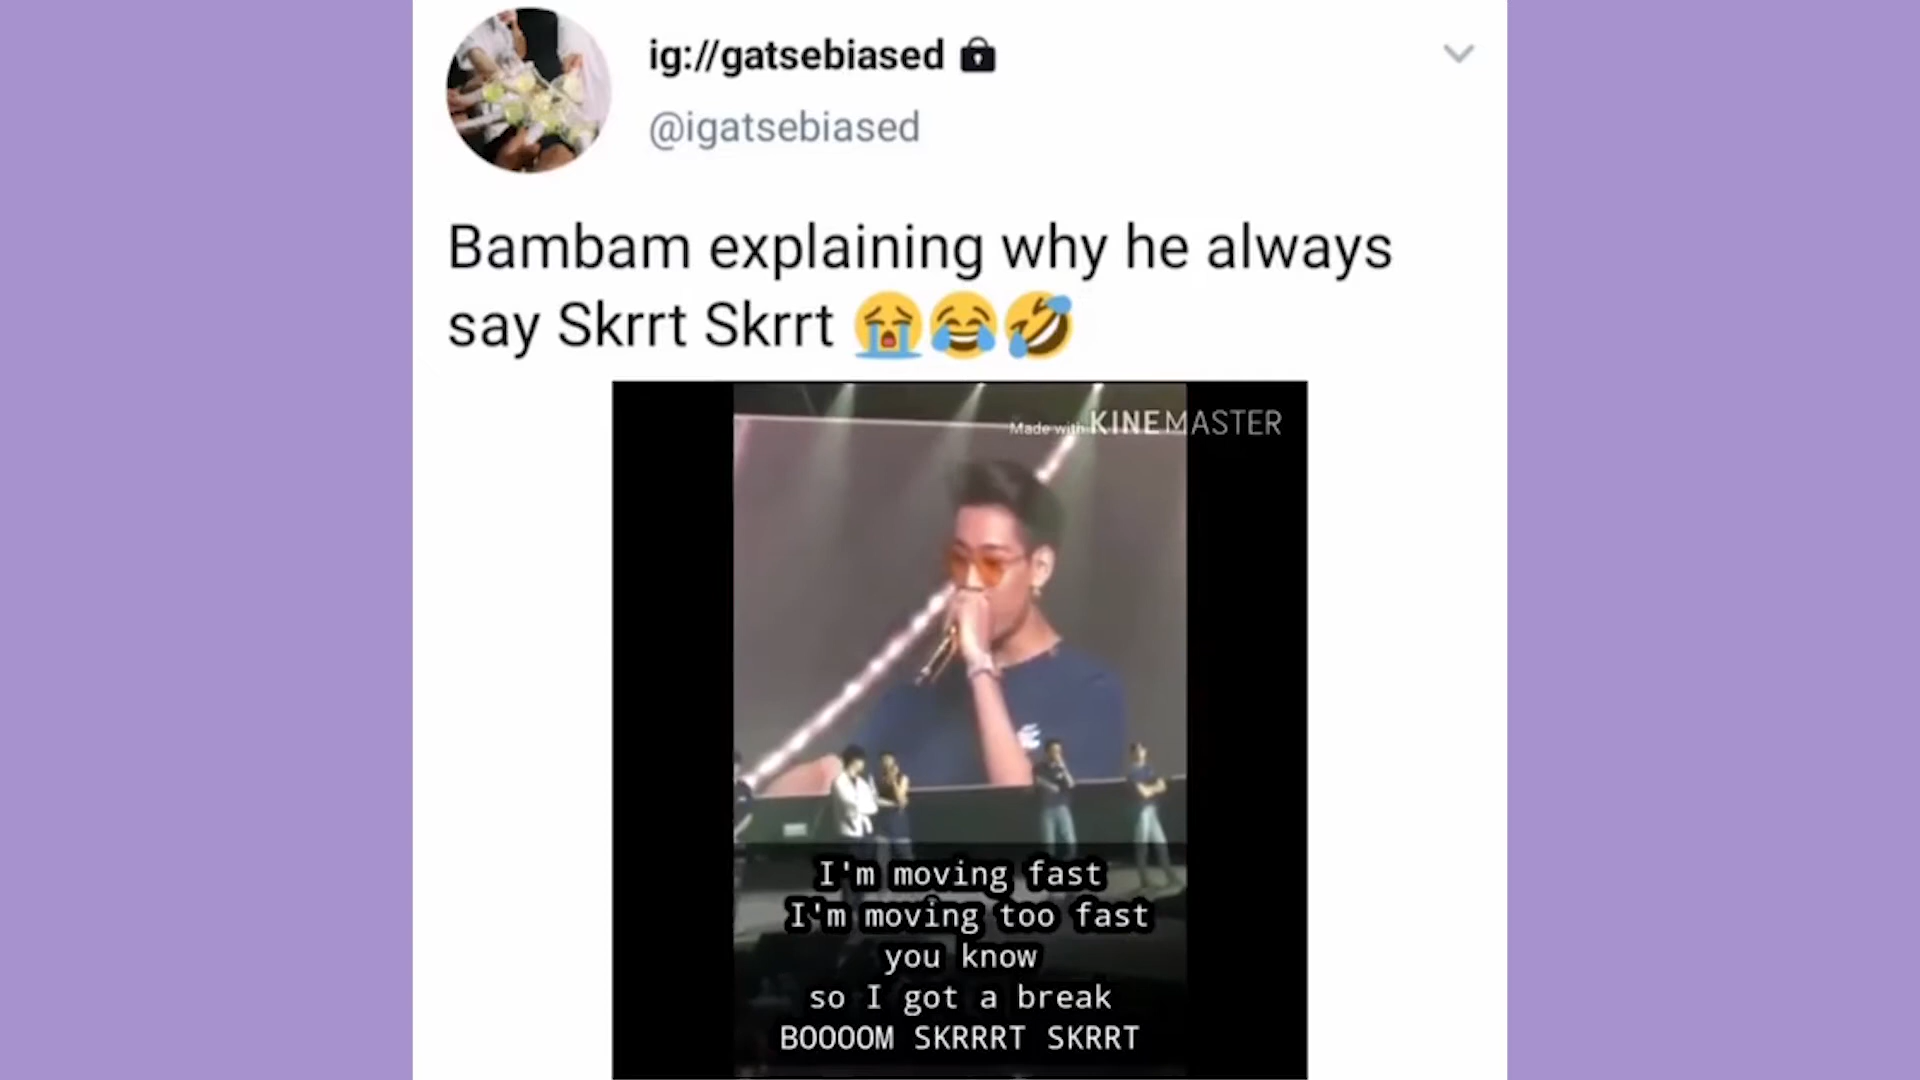 ig://gatsebiased
@igatsebiased
Bambam explaining why he always
say Skrrt Skrrt 😭😂🤣
Made with KINEMASTER
I'm moving fast
I'm moving too fast
you know
so I got a break
BOOOOM SKRRRT SKRRT